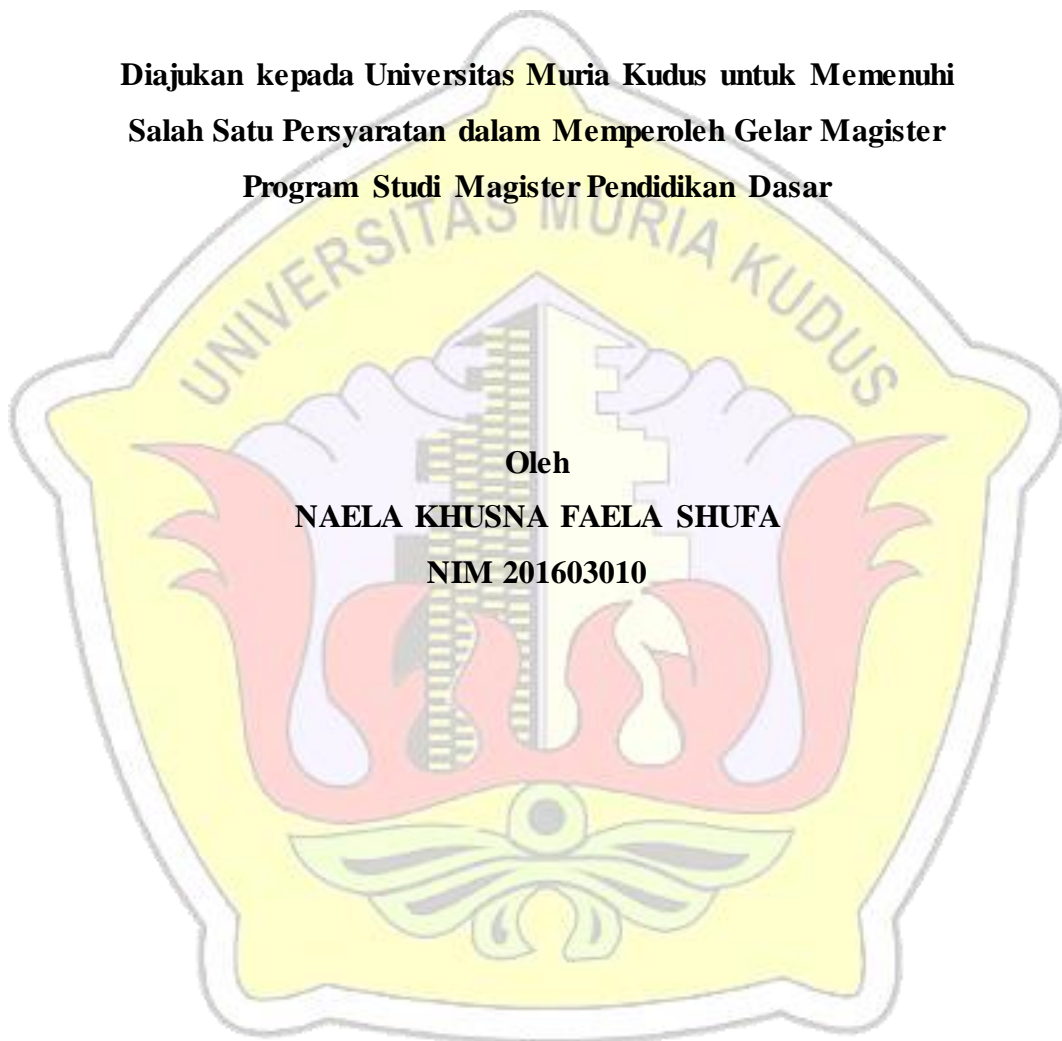 Diajukan kepada Universitas Muria Kudus untuk Memenuhi
Salah Satu Persyaratan dalam Memperoleh Gelar Magister
Program Studi Magister Pendidikan Dasar
UNIVERSITAS MURIA KUDUS
Oleh
NAELA KHUSNA FAELA SHUFA
NIM 201603010